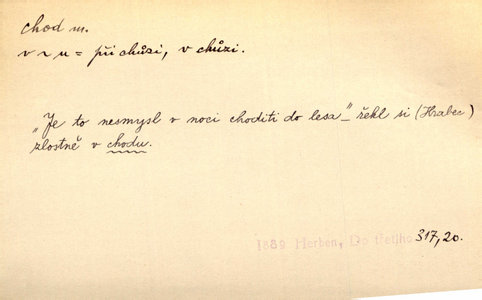 chod m.
v ~ u = při chůzi, v chůzi.
„Je to nesmysl v noci choditi do lesa" – řekl si (Hrabec)
zlostně v chodu.
1889 Herben, Do třetího 317, 20.